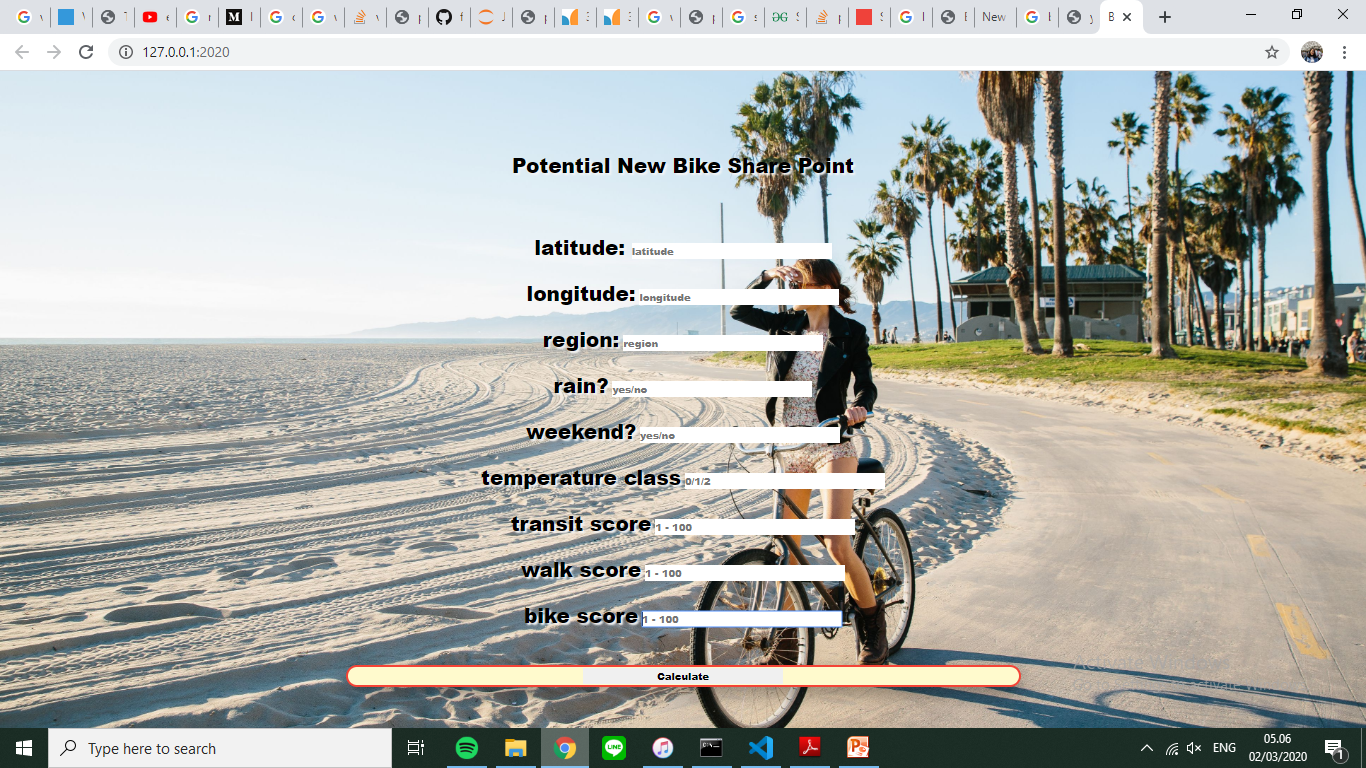 127.0.0.1:2020
Potential New Bike Share Point
latitude: latitude
longitude: longitude
region: region
rain? yes/no
weekend? yes/no
temperature class 0/1/2
transit score 1 - 100
walk score 1 - 100
bike score 1 - 100
Calculate
Type here to search
ENG
05.06
02/03/2020
1